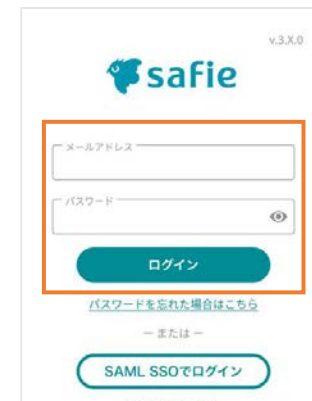 v.3.X.0
safie
メールアドレス
パスワード
ログイン
パスワードを忘れた場合はこちら
— または —
SAML SSOでログイン